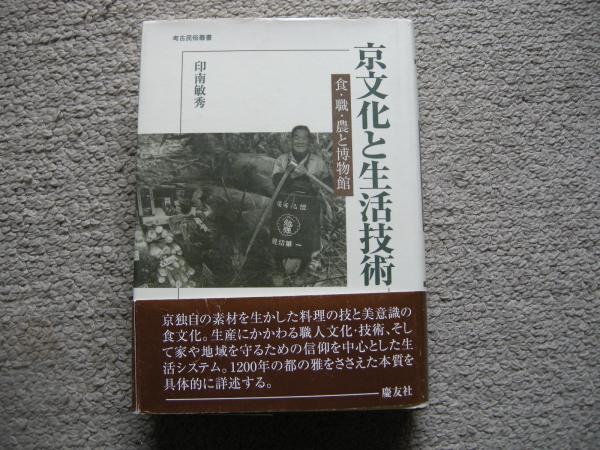 考古民俗叢書
京文化と生活技術
食・職・農と博物館
印南敏秀
京独自の素材を生かした料理の技と美意識の
食文化。生産にかかわる職人文化・技術、そし
て家や地域を守るための信仰を中心とした生
活システム。1200年の都の雅をささえた本質を
具体的に詳述する。
慶友社